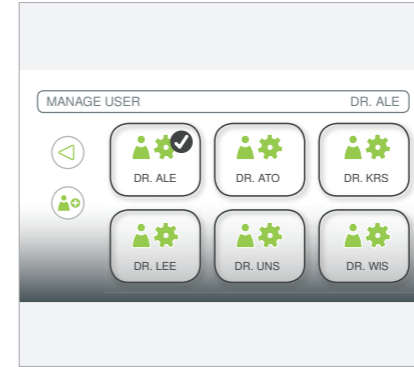 MANAGE USER DR. ALE
DR. ALE DR. ATO DR. KRS
DR. LEE DR. UNS DR. WIS